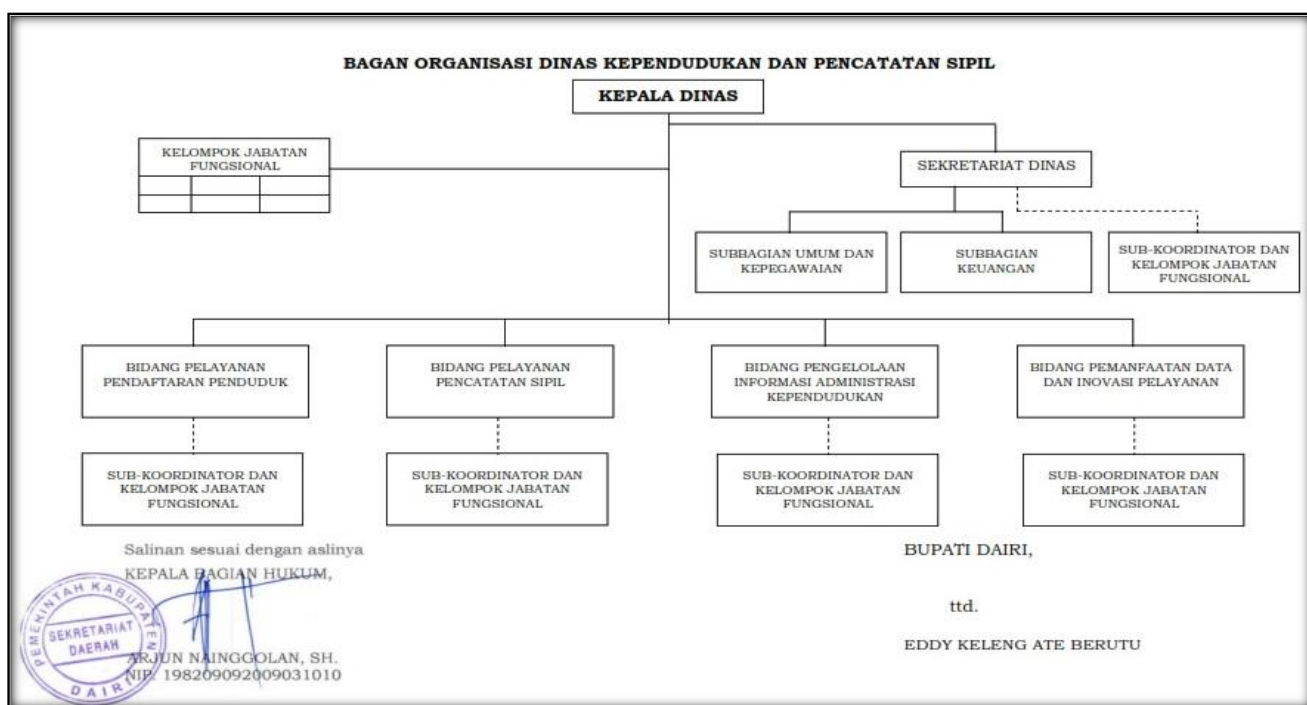 BAGAN ORGANISASI DINAS KEPENDUDUKAN DAN PENCATATAN SIPIL
KEPALA DINAS
KELOMPOK JABATAN
FUNGSIONAL
SEKRETARIAT DINAS
SUBBAGIAN UMUM DAN
KEPEGAWAIAN
SUBBAGIAN
KEUANGAN
SUB-KOORDINATOR DAN
KELOMPOK JABATAN
FUNGSIONAL
BIDANG PELAYANAN
PENDAFTARAN PENDUDUK
BIDANG PELAYANAN
PENCATATAN SIPIL
BIDANG PENGELOLAAN
INFORMASI ADMINISTRASI
KEPENDUDUKAN
BIDANG PEMANFAATAN DATA
DAN INOVASI PELAYANAN
SUB-KOORDINATOR DAN
KELOMPOK JABATAN
FUNGSIONAL
SUB-KOORDINATOR DAN
KELOMPOK JABATAN
FUNGSIONAL
SUB-KOORDINATOR DAN
KELOMPOK JABATAN
FUNGSIONAL
SUB-KOORDINATOR DAN
KELOMPOK JABATAN
FUNGSIONAL
Salinan sesuai dengan aslinya
KEPALA BAGIAN HUKUM,
ARJUN NAINGGOLAN, SH.
NIP. 198209092009031010
PEMERINTAH KABUPATEN
SEKRETARIAT
DAERAH
DAIRI
BUPATI DAIRI,
ttd.
EDDY KELENG ATE BERUTU